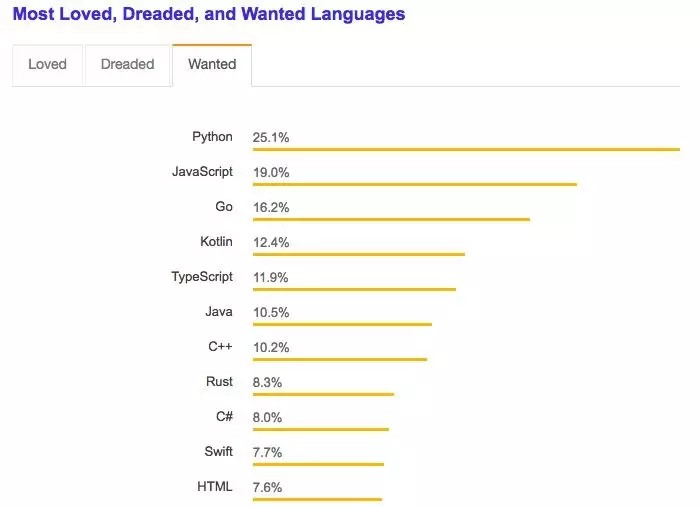 Most Loved, Dreaded, and Wanted Languages
Loved Dreaded Wanted
Python 25.1%
JavaScript 19.0%
Go 16.2%
Kotlin 12.4%
TypeScript 11.9%
Java 10.5%
C++ 10.2%
Rust 8.3%
C# 8.0%
Swift 7.7%
HTML 7.6%